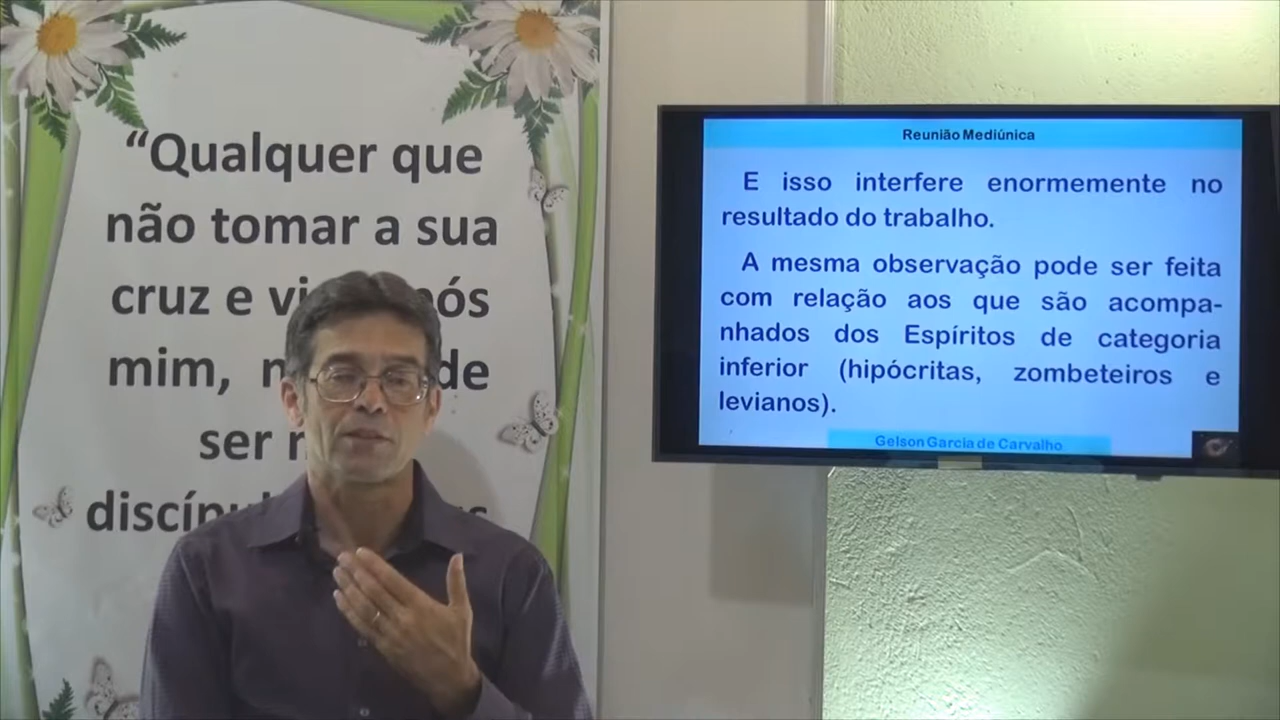 “Qualquer que
não tomar a sua
cruz e
mim,
ser
Reunião Mediúnica
E isso interfere enormemente no
resultado do trabalho.
A mesma observação pode ser feita
com relação aos que são acompa-
nhados dos Espíritos de categoria
inferior (hipócritas, zombeteiros e
levianos).
Gelson Garcia de Carvalho